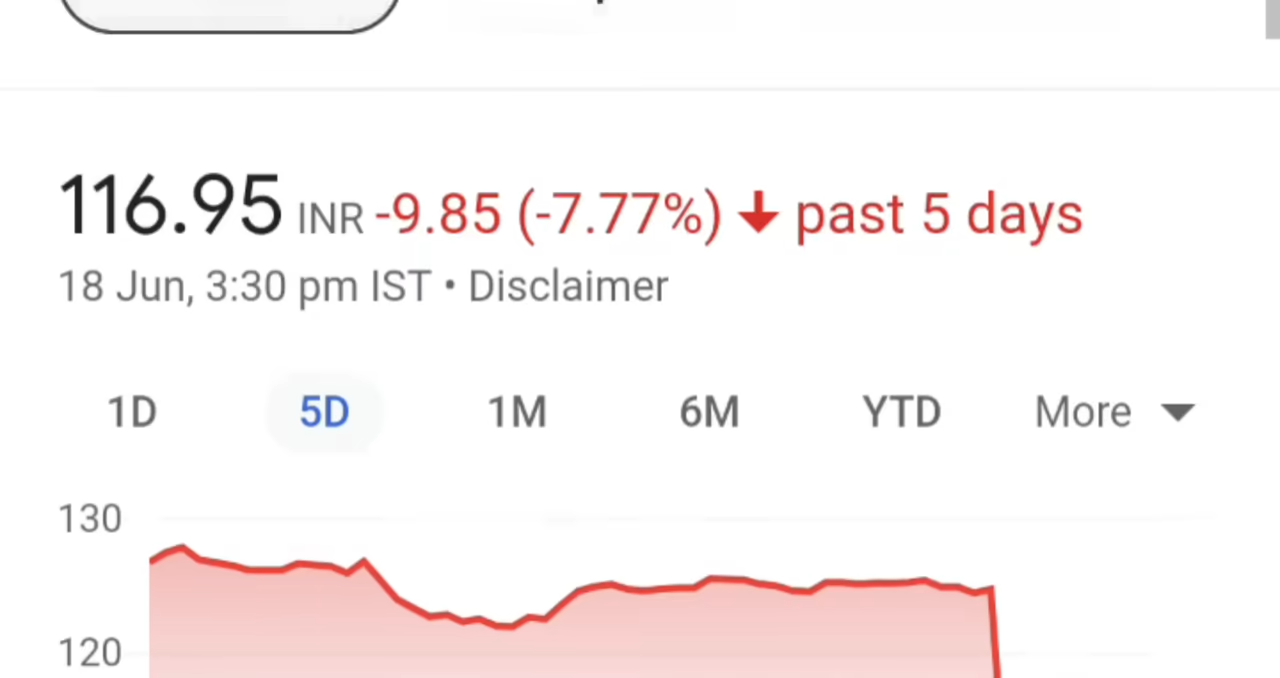 116.95 INR -9.85 (-7.77%) ↓ past 5 days
18 Jun, 3:30 pm IST • Disclaimer
1D 5D 1M 6M YTD More
130
120